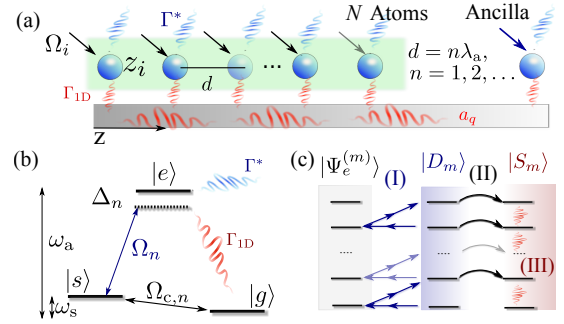 (a)
Ω_i
Γ*
N Atoms
Ancilla
z_i
d
...
d = nλ_a,
n = 1, 2, ...
Γ_1D
a_q
z
(b)
|e⟩
Γ*
Δ_n
ω_a
Ω_n
Γ_1D
|s⟩
Ω_c,n
|g⟩
ω_s
(c)
|Ψ_e^(m)⟩
(I)
|D_m⟩
(II)
|S_m⟩
....
....
....
(III)